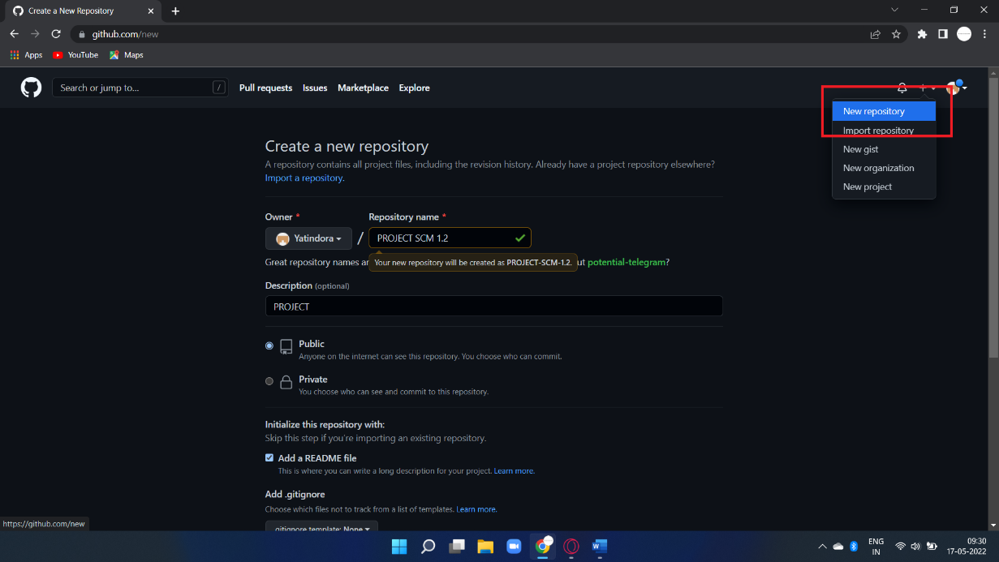 Create a New Repository
github.com/new
Apps YouTube Maps
Search or jump to... / Pull requests Issues Marketplace Explore
New repository
Import repository
New gist
New organization
New project
Create a new repository
A repository contains all project files, including the revision history. Already have a project repository elsewhere?
Import a repository.
Owner * Repository name *
Yatindora / PROJECT SCM 1.2
Great repository names ar ut potential-telegram?
Your new repository will be created as PROJECT-SCM-1.2.
Description (optional)
PROJECT
Public
Anyone on the internet can see this repository. You choose who can commit.
Private
You choose who can see and commit to this repository.
Initialize this repository with:
Skip this step if you're importing an existing repository.
Add a README file
This is where you can write a long description for your project. Learn more.
Add .gitignore
Choose which files not to track from a list of templates. Learn more.
.gitignore template: None
https://github.com/new
ENG
IN
09:30
17-05-2022